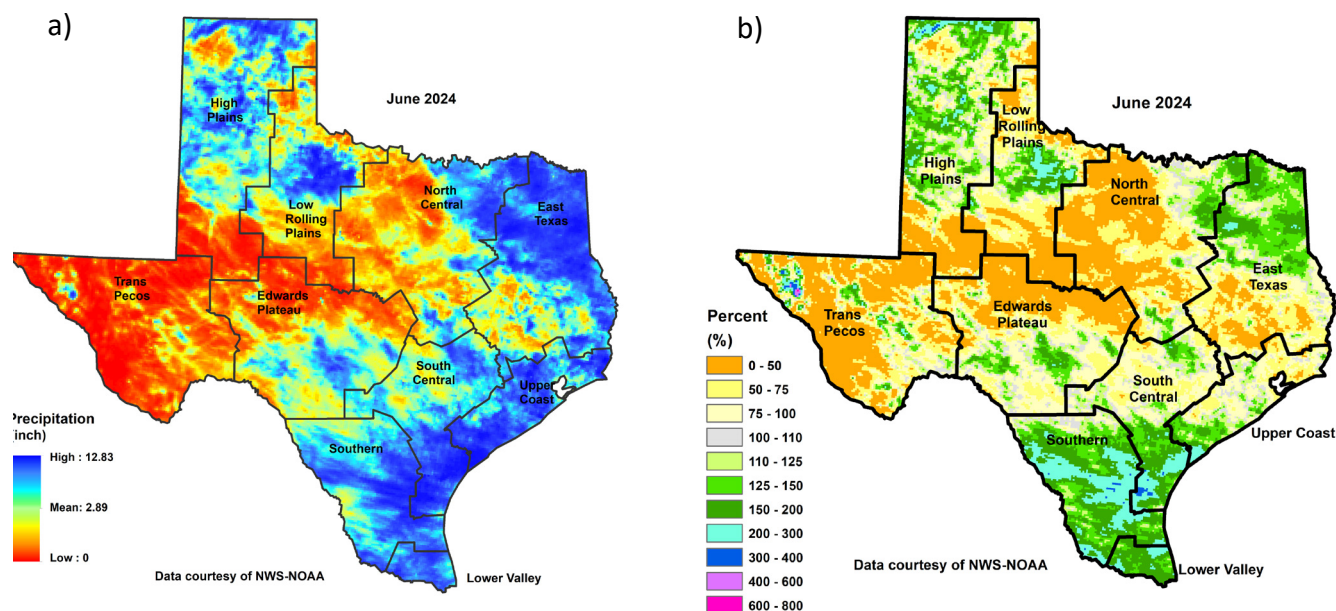 a)
June 2024
High
Plains
Low
Rolling
Plains
North
Central
East
Texas
Trans
Pecos
Edwards
Plateau
South
Central
Upper
Coast
Southern
Precipitation
(inch)
High : 12.83
Mean: 2.89
Low : 0
Data courtesy of NWS-NOAA
Lower Valley
b)
June 2024
Low
Rolling
Plains
High
Plains
North
Central
East
Texas
Edwards
Plateau
Trans
Pecos
South
Central
Upper Coast
Southern
Percent
(%)
0 - 50
50 - 75
75 - 100
100 - 110
110 - 125
125 - 150
150 - 200
200 - 300
300 - 400
400 - 600
600 - 800
Data courtesy of NWS-NOAA
Lower Valley